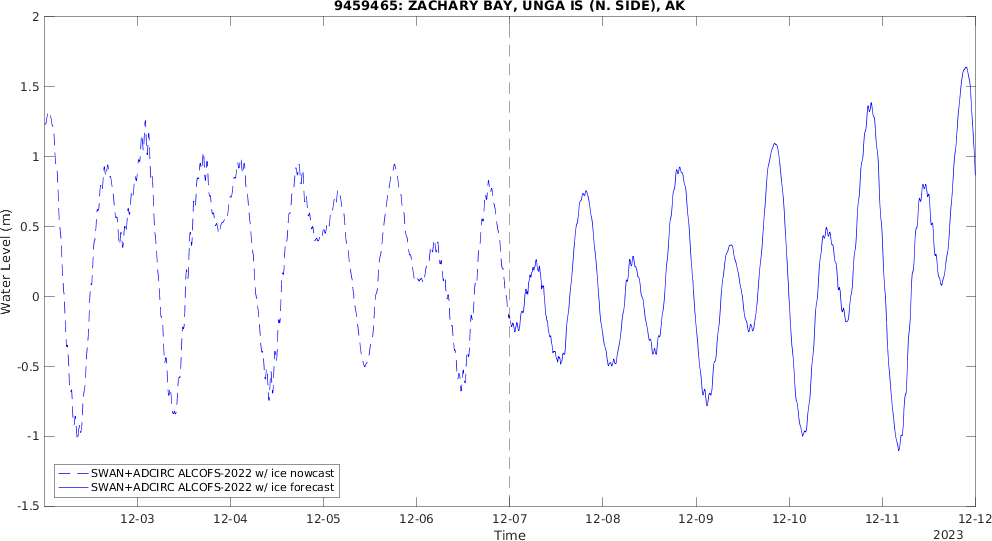 9459465: ZACHARY BAY, UNGA IS (N. SIDE), AK
2
1.5
1
0.5
0
-0.5
-1
-1.5
Water Level (m)
SWAN+ADCIRC ALCOFS-2022 w/ ice nowcast
SWAN+ADCIRC ALCOFS-2022 w/ ice forecast
12-03 12-04 12-05 12-06 12-07 12-08 12-09 12-10 12-11 12-12
Time
2023